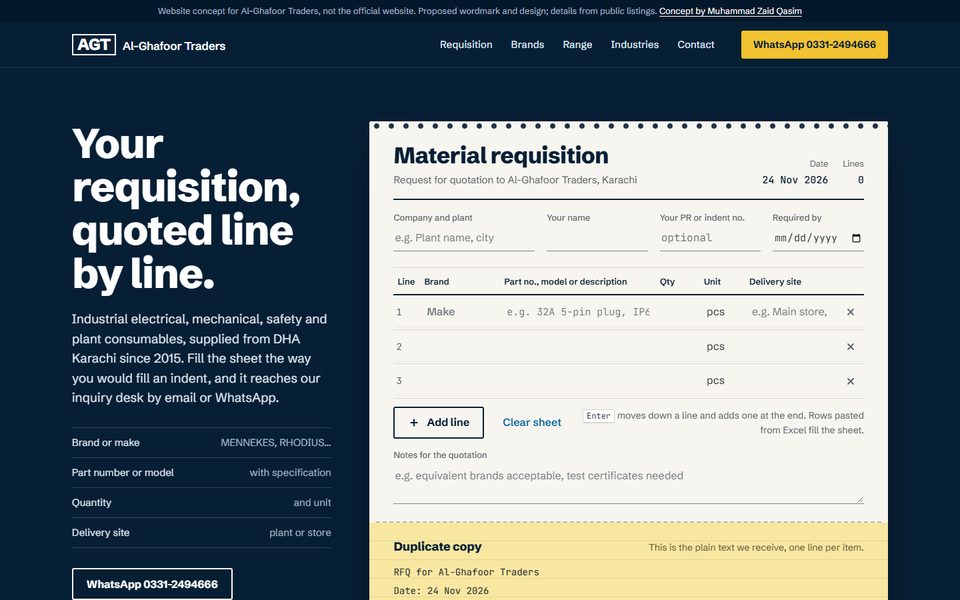 Website concept for Al-Ghafoor Traders, not the official website. Proposed wordmark and design; details from public listings. Concept by Muhammad Zaid Qasim
AGT Al-Ghafoor Traders
Requisition Brands Range Industries Contact WhatsApp 0331-2494666
Your
requisition,
quoted line
by line.
Industrial electrical, mechanical, safety and
plant consumables, supplied from DHA
Karachi since 2015. Fill the sheet the way
you would fill an indent, and it reaches our
inquiry desk by email or WhatsApp.
Brand or make MENNEKES, RHODIUS...
Part number or model with specification
Quantity and unit
Delivery site plant or store
WhatsApp 0331-2494666
Material requisition
Request for quotation to Al-Ghafoor Traders, Karachi
Date Lines
24 Nov 2026 0
Company and plant Your name Your PR or indent no. Required by
e.g. Plant name, city optional mm/dd/yyyy
Line Brand Part no., model or description Qty Unit Delivery site
1 Make e.g. 32A 5-pin plug, IP6 pcs e.g. Main store, ×
2 pcs ×
3 pcs ×
+ Add line Clear sheet Enter moves down a line and adds one at the end. Rows pasted
from Excel fill the sheet.
Notes for the quotation
e.g. equivalent brands acceptable, test certificates needed
Duplicate copy This is the plain text we receive, one line per item.
RFQ for Al-Ghafoor Traders
Date: 24 Nov 2026